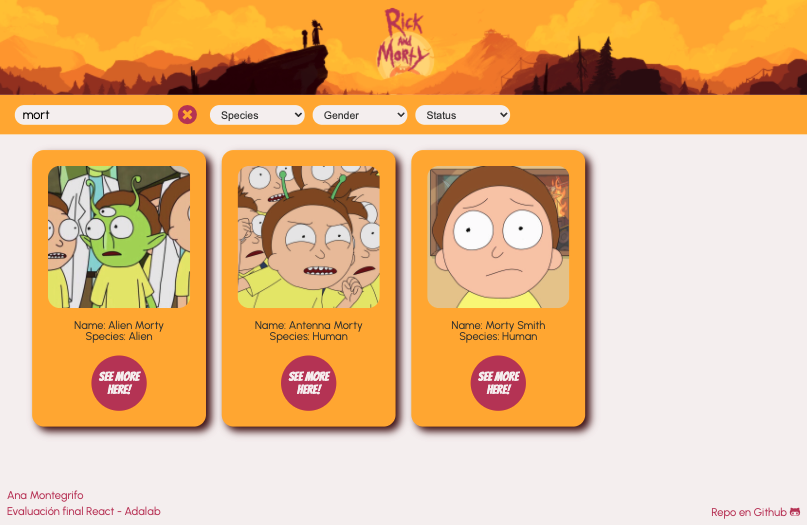 Rick
AND
Morty
mort
Species
Gender
Status
Name: Alien Morty
Species: Alien
SEE MORE
HERE!
Name: Antenna Morty
Species: Human
SEE MORE
HERE!
Name: Morty Smith
Species: Human
SEE MORE
HERE!
Ana Montegrifo
Evaluación final React - Adalab
Repo en Github